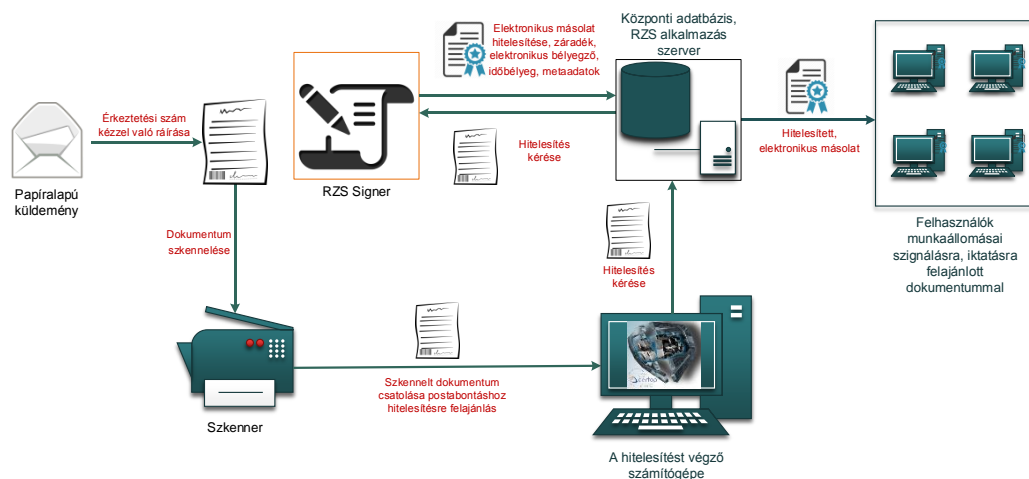 Elektronikus másolat
hitelesítése, záradék,
elektronikus bélyegző,
időbélyeg, metaadatok
Központi adatbázis,
RZS alkalmazás
szerver
Érkeztetési szám
kézzel való ráírása
Hitelesítés
kérése
Hitelesített,
elektronikus másolat
Papíralapú
küldemény
RZS Signer
Felhasználók
munkaállomásai
szignálásra, iktatásra
felajánlott
dokumentummal
Dokumentum
szkennelése
Hitelesítés
kérése
Szkennelt dokumentum
csatolása postabontáshoz
hitelesítésre felajánlás
certop
Szkenner
A hitelesítést végző
számítógépe